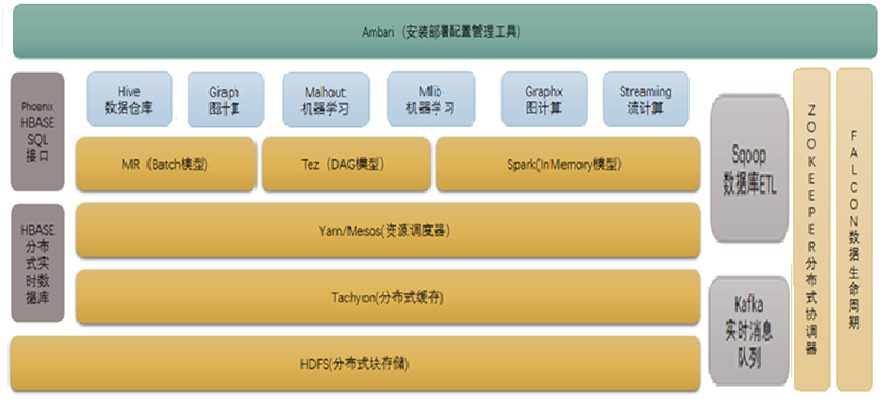 Ambari（安装部署配置管理工具)
Phoenix
HBASE
SQL
接口
Hive
数据仓库
Graph
图计算
Malhout
机器学习
Mllib
机器学习
Graphx
图计算
Streaming
流计算
MR（Batch模型)
Tez（DAG模型）
Spark(In Memory模型）
HBASE
分布
式实
时数
据库
Yarn/Mesos(资源调度器)
Tachyon(分布式缓存)
HDFS(分布式块存储)
Sqoop
数据库ETL
Kafka
实时消息
队列
ZOOKEEPER分布式协调器
FALCON数据生命周期